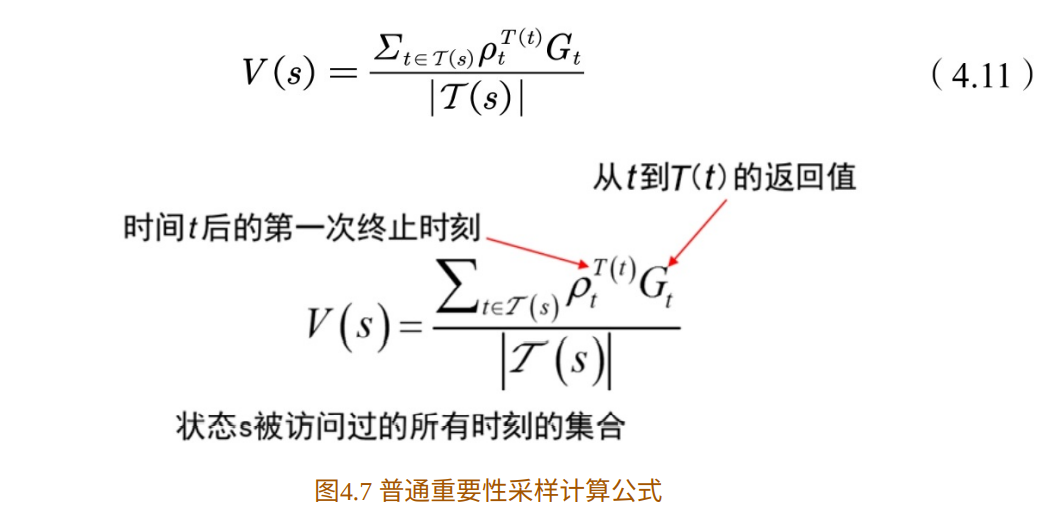 V(s) = Σ_{t∈𝒯(s)} ρ_t^{T(t)} G_t / |𝒯(s)| （4.11）
从t到T(t)的返回值
时间t后的第一次终止时刻
V(s) = ∑_{t∈𝒯(s)} ρ_t^{T(t)} G_t / |𝒯(s)|
状态s被访问过的所有时刻的集合
图4.7 普通重要性采样计算公式